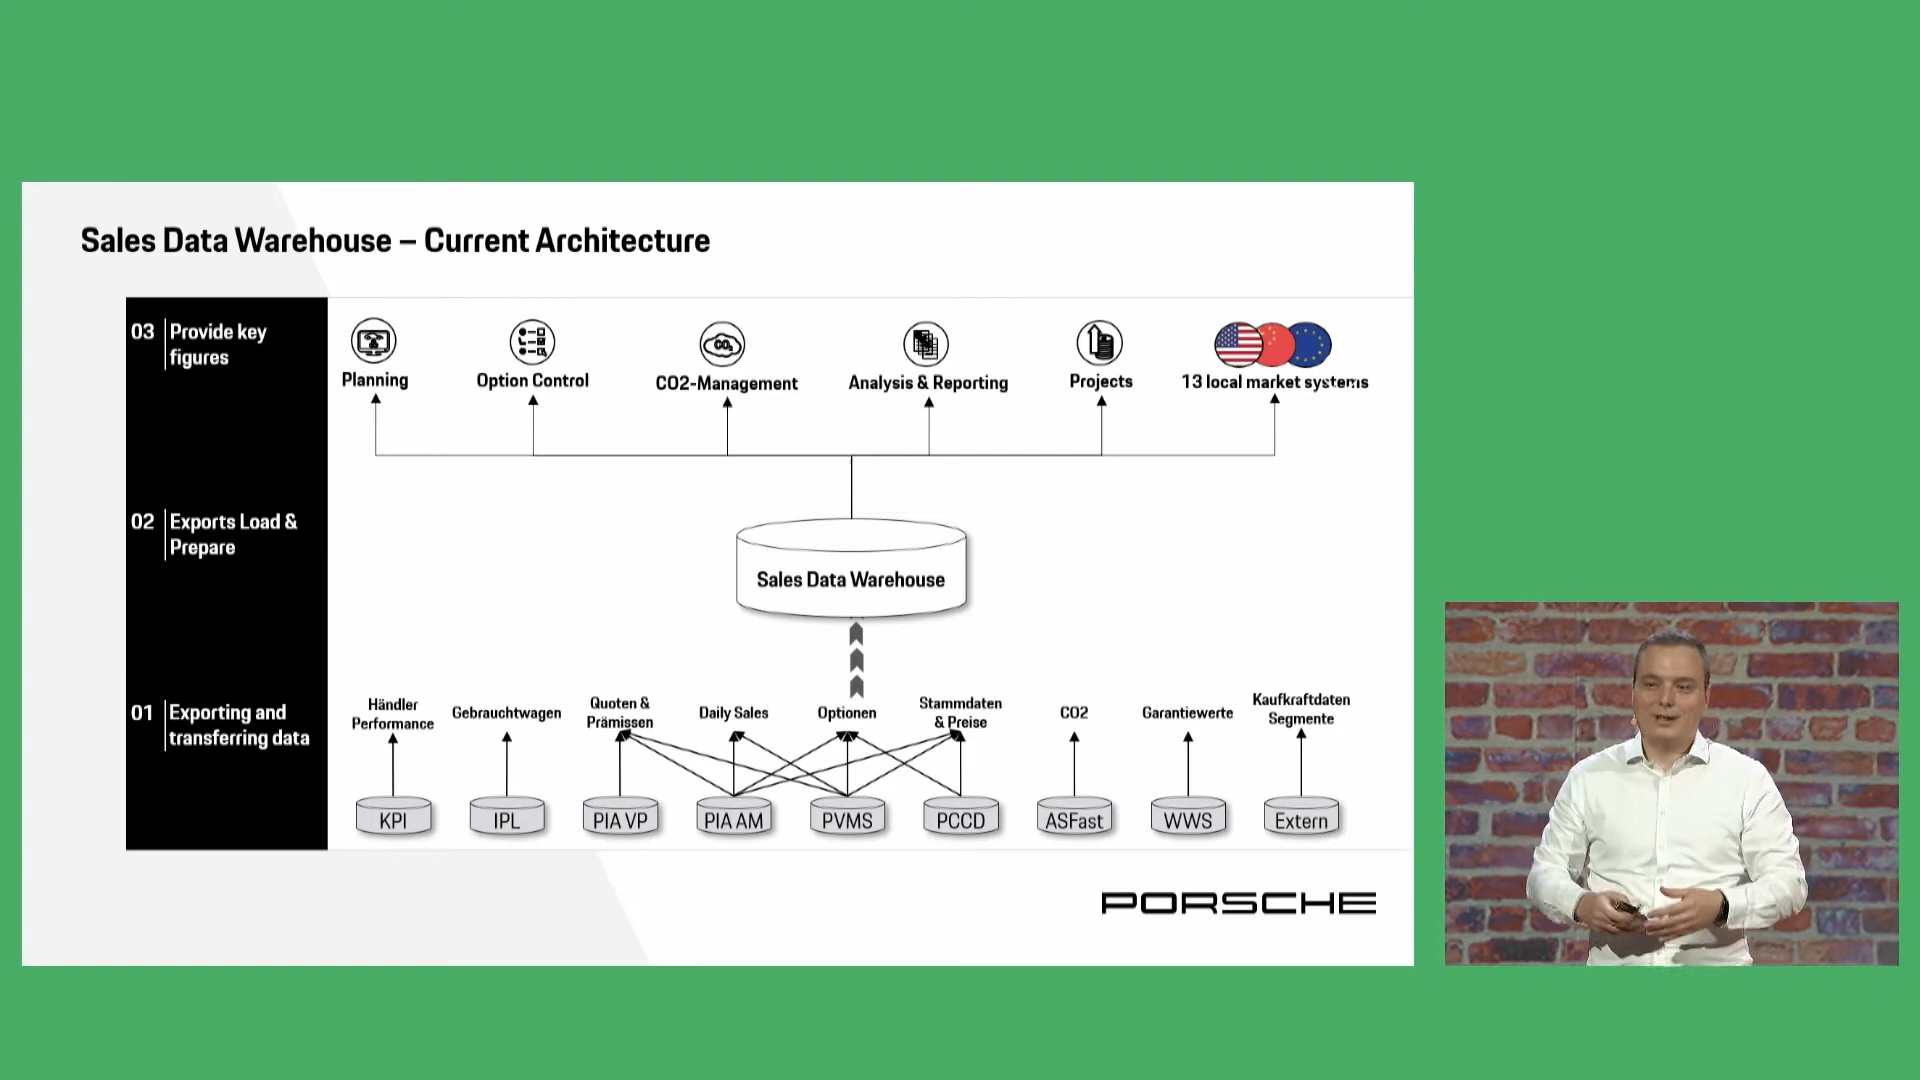 Sales Data Warehouse – Current Architecture
03
Provide key
figures
Planning
Option Control
CO2
CO2-Management
Analysis & Reporting
Projects
13 local market systems
02
Exports Load &
Prepare
Sales Data Warehouse
01
Exporting and
transferring data
Händler
Performance
Gebrauchtwagen
Quoten &
Prämissen
Daily Sales
Optionen
Stammdaten
& Preise
CO2
Garantiewerte
Kaufkraftdaten
Segmente
KPI
IPL
PIA VP
PIA AM
PVMS
PCCD
ASFast
WWS
Extern
PORSCHE